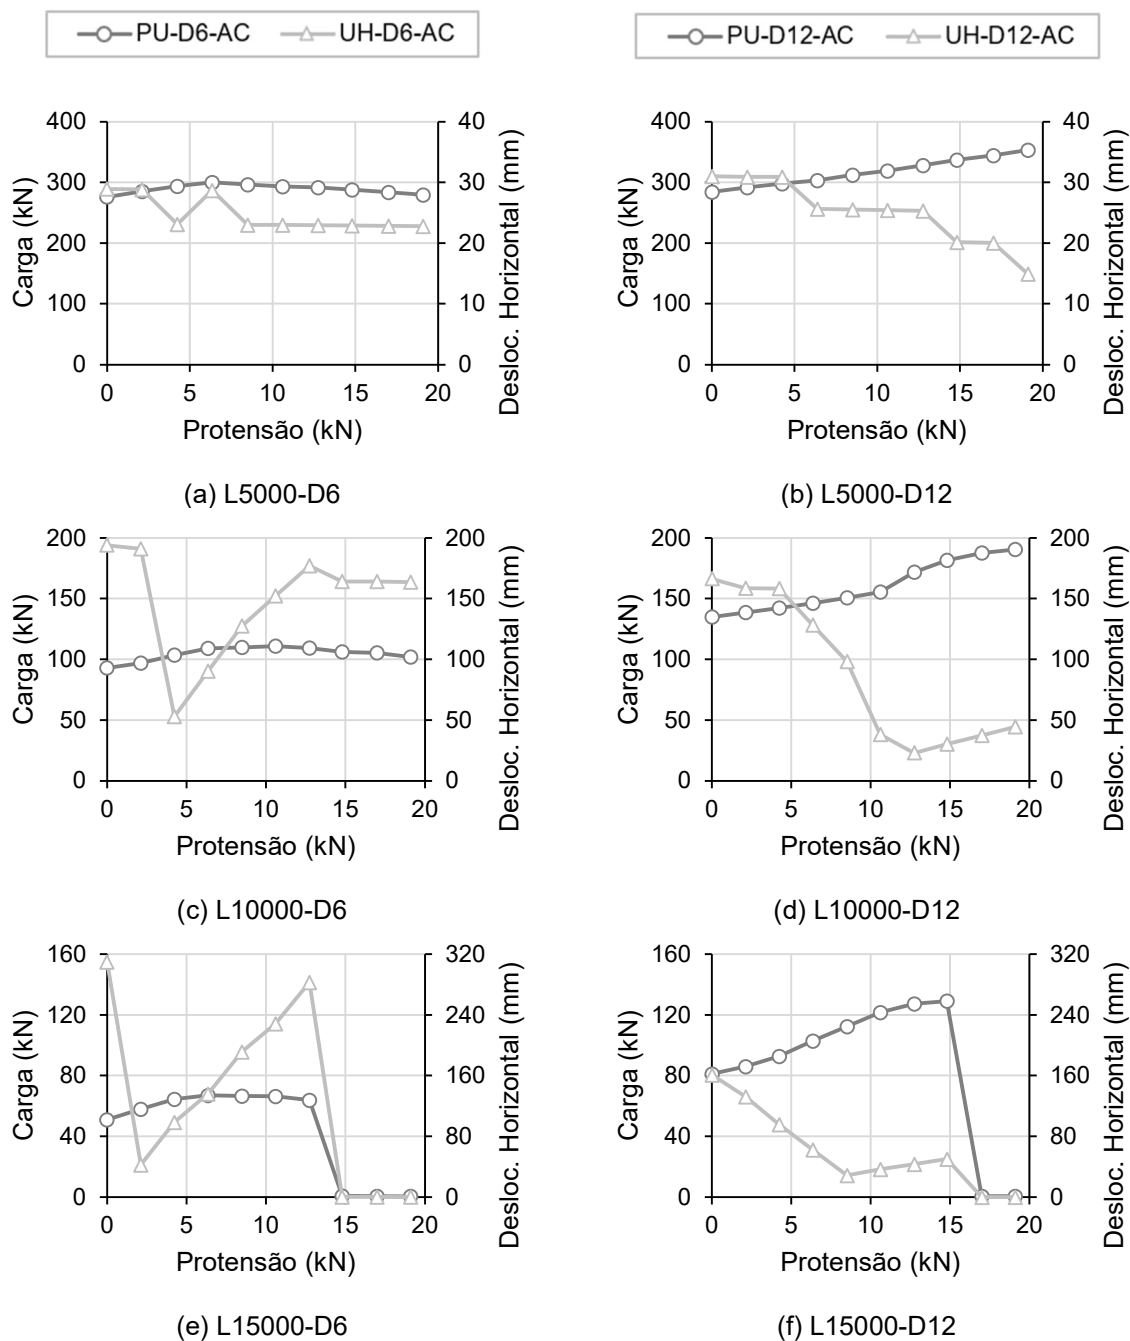 PU-D6-AC UH-D6-AC
PU-D12-AC UH-D12-AC
400
300
200
100
0
Carga (kN)
40
30
20
10
0
Desloc. Horizontal (mm)
0 5 10 15 20
Protensão (kN)
(a) L5000-D6
400
300
200
100
0
Carga (kN)
40
30
20
10
0
Desloc. Horizontal (mm)
0 5 10 15 20
Protensão (kN)
(b) L5000-D12
200
150
100
50
0
Carga (kN)
200
150
100
50
0
Desloc. Horizontal (mm)
0 5 10 15 20
Protensão (kN)
(c) L10000-D6
200
150
100
50
0
Carga (kN)
200
150
100
50
0
Desloc. Horizontal (mm)
0 5 10 15 20
Protensão (kN)
(d) L10000-D12
160
120
80
40
0
Carga (kN)
320
240
160
80
0
Desloc. Horizontal (mm)
0 5 10 15 20
Protensão (kN)
(e) L15000-D6
160
120
80
40
0
Carga (kN)
320
240
160
80
0
Desloc. Horizontal (mm)
0 5 10 15 20
Protensão (kN)
(f) L15000-D12